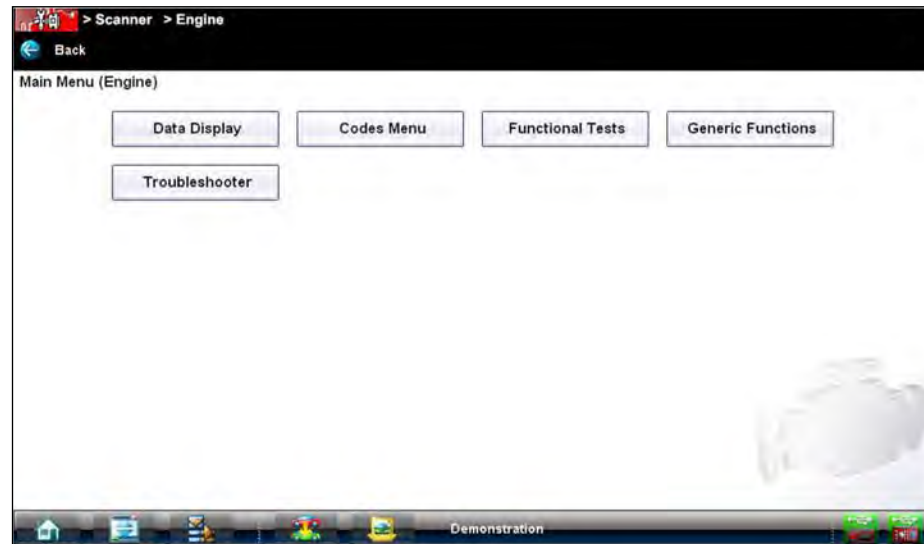 > Scanner > Engine
Back
Main Menu (Engine)
Data Display Codes Menu Functional Tests Generic Functions
Troubleshooter
Demonstration